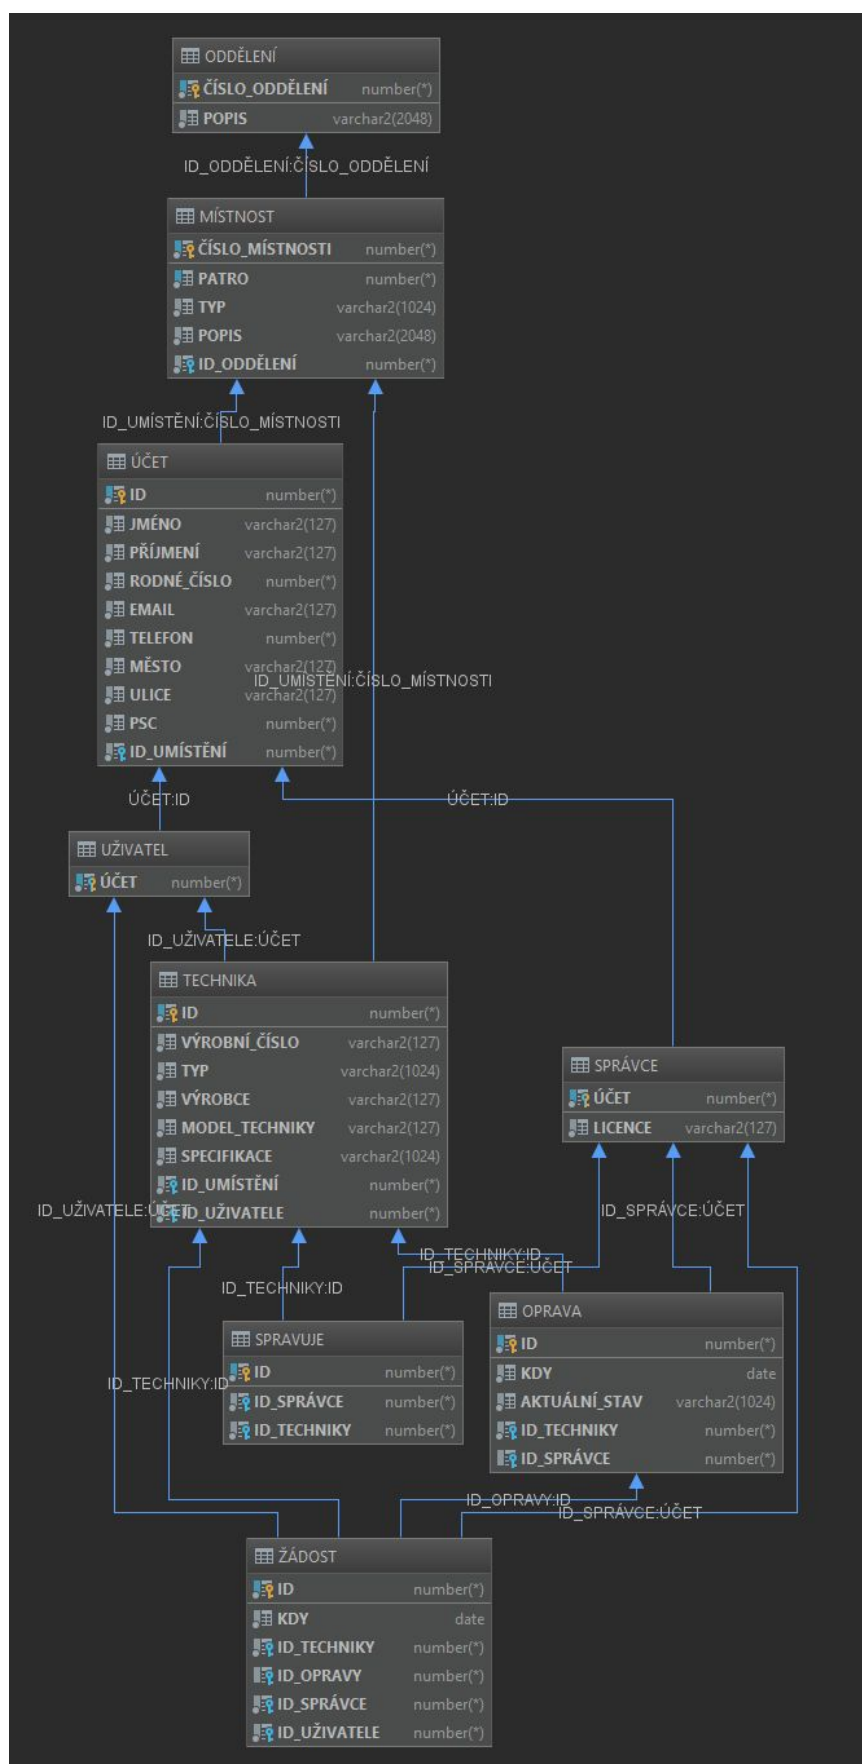 ODDĚLENÍ
ČÍSLO_ODDĚLENÍ number(*)
POPIS varchar2(2048)
ID_ODDĚLENÍ:ČÍSLO_ODDĚLENÍ
MÍSTNOST
ČÍSLO_MÍSTNOSTI number(*)
PATRO number(*)
TYP varchar2(1024)
POPIS varchar2(2048)
ID_ODDĚLENÍ number(*)
ID_UMÍSTĚNÍ:ČÍSLO_MÍSTNOSTI
ÚČET
ID number(*)
JMÉNO varchar2(127)
PŘÍJMENÍ varchar2(127)
RODNÉ_ČÍSLO number(*)
EMAIL varchar2(127)
TELEFON number(*)
MĚSTO varchar2(127)
ID_UMÍSTĚNÍ:ČÍSLO_MÍSTNOSTI
ULICE varchar2(127)
PSC number(*)
ID_UMÍSTĚNÍ number(*)
ÚČET:ID
ÚČET:ID
UŽIVATEL
ÚČET number(*)
ID_UŽIVATELE:ÚČET
TECHNIKA
ID number(*)
VÝROBNÍ_ČÍSLO varchar2(127)
TYP varchar2(1024)
VÝROBCE varchar2(127)
MODEL_TECHNIKY varchar2(127)
SPECIFIKACE varchar2(1024)
ID_UMÍSTĚNÍ number(*)
ID_UŽIVATELE number(*)
SPRÁVCE
ÚČET number(*)
LICENCE varchar2(127)
ID_UŽIVATELE:ÚČET
ID_SPRÁVCE:ÚČET
ID_TECHNIKY:ID
ID_SPRÁVCE:ÚČET
ID_TECHNIKY:ID
SPRAVUJE
ID number(*)
ID_SPRÁVCE number(*)
ID_TECHNIKY number(*)
OPRAVA
ID number(*)
KDY date
AKTUÁLNÍ_STAV varchar2(1024)
ID_TECHNIKY number(*)
ID_SPRÁVCE number(*)
ID_TECHNIKY:ID
ID_OPRAVY:ID
ID_SPRÁVCE:ÚČET
ŽÁDOST
ID number(*)
KDY date
ID_TECHNIKY number(*)
ID_OPRAVY number(*)
ID_SPRÁVCE number(*)
ID_UŽIVATELE number(*)